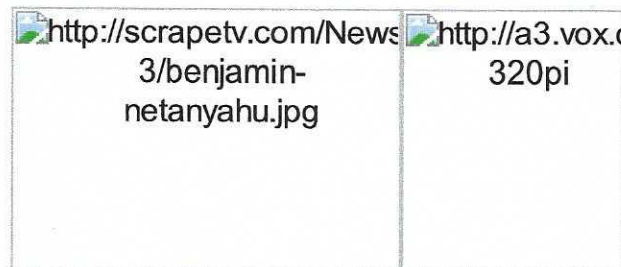 http://scrapetv.com/News
3/benjamin-
netanyahu.jpg
http://a3.vox.c
320pi